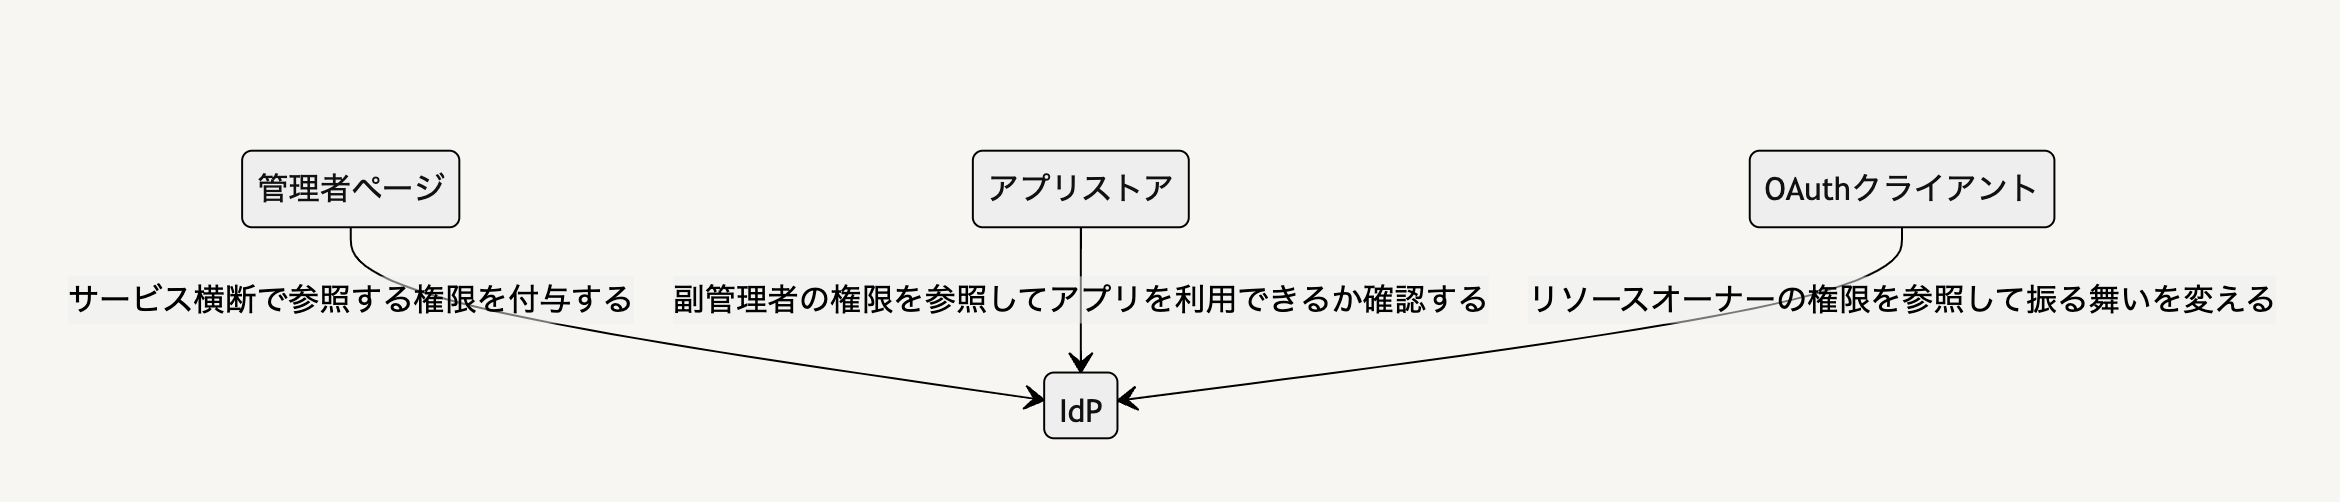 管理者ページ
アプリストア
OAuthクライアント
サービス横断で参照する権限を付与する
副管理者の権限を参照してアプリを利用できるか確認する
リソースオーナーの権限を参照して振る舞いを変える
IdP